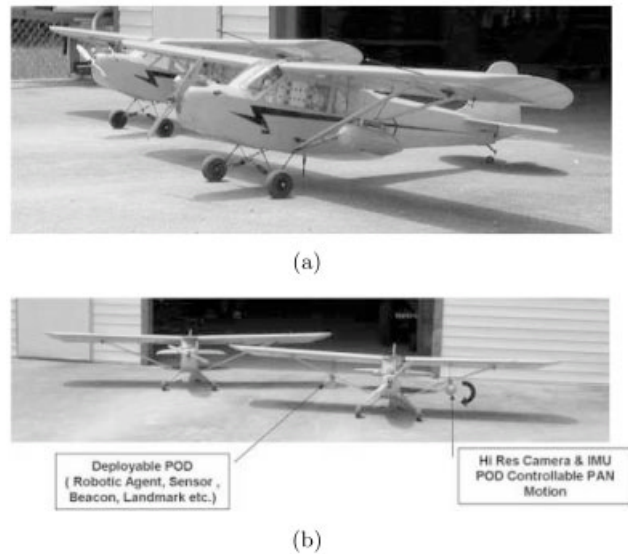 (a)
Deployable POD
( Robotic Agent, Sensor ,
Beacon, Landmark etc.)
Hi Res Camera & IMU
POD Controllable PAN
Motion
(b)